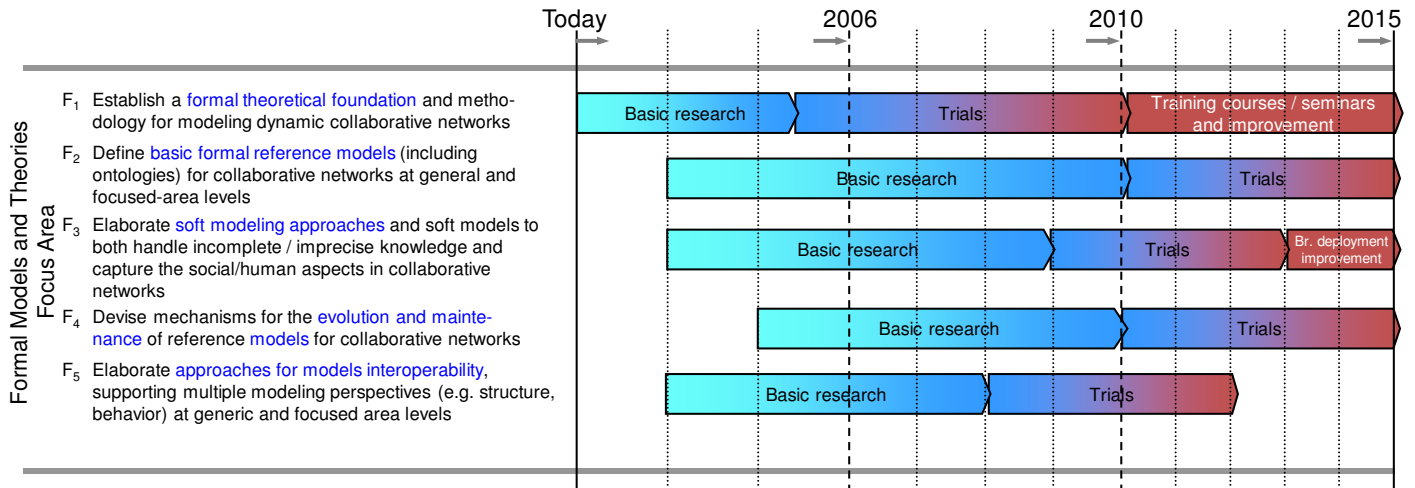 Today 2006 2010 2015
Formal Models and Theories
Focus Area
F1 Establish a formal theoretical foundation and metho-
dology for modeling dynamic collaborative networks
Basic research Trials Training courses / seminars
and improvement
F2 Define basic formal reference models (including
ontologies) for collaborative networks at general and
focused-area levels
Basic research Trials
F3 Elaborate soft modeling approaches and soft models to
both handle incomplete / imprecise knowledge and
capture the social/human aspects in collaborative
networks
Basic research Trials Br. deployment
improvement
F4 Devise mechanisms for the evolution and mainte-
nance of reference models for collaborative networks
Basic research Trials
F5 Elaborate approaches for models interoperability,
supporting multiple modeling perspectives (e.g. structure,
behavior) at generic and focused area levels
Basic research Trials